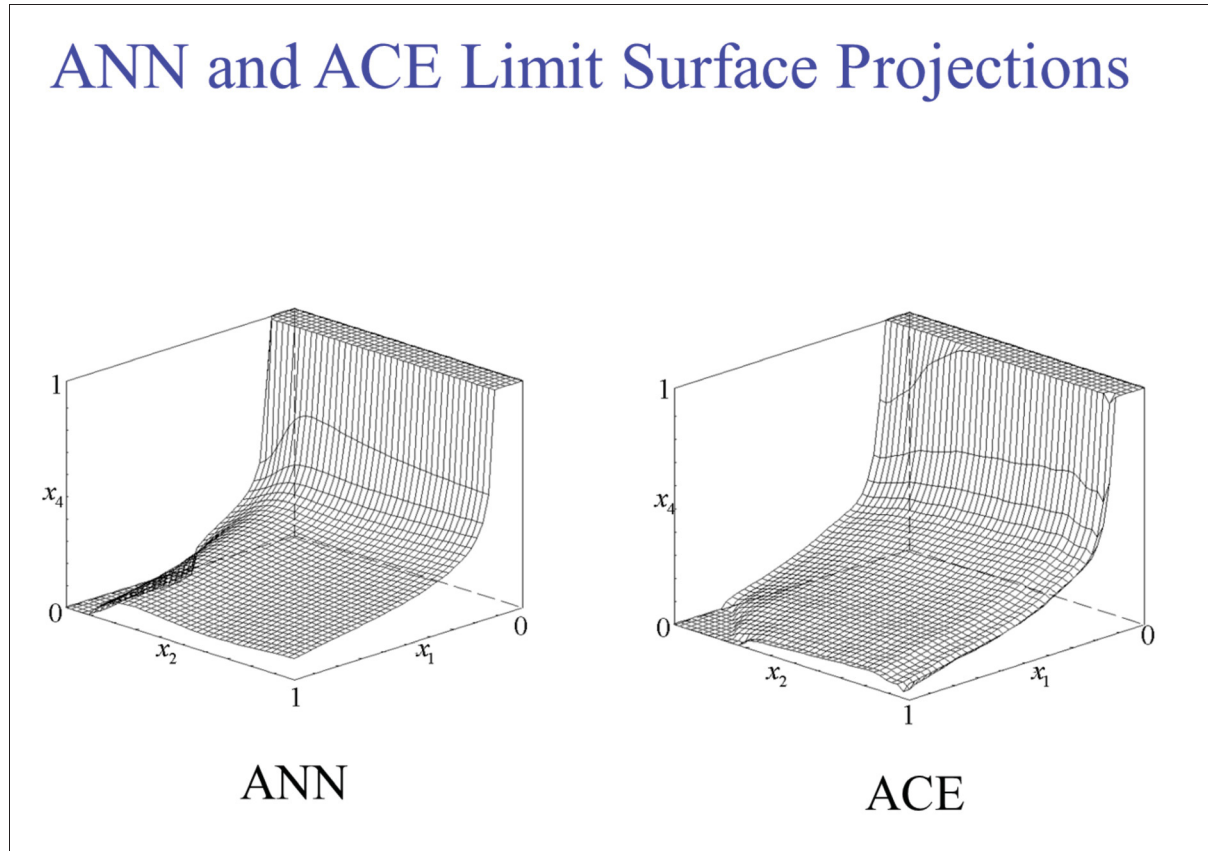 ANN and ACE Limit Surface Projections
1
x₄
0
x₂
x₁
0
1
ANN
1
x₄
0
x₂
x₁
0
1
ACE